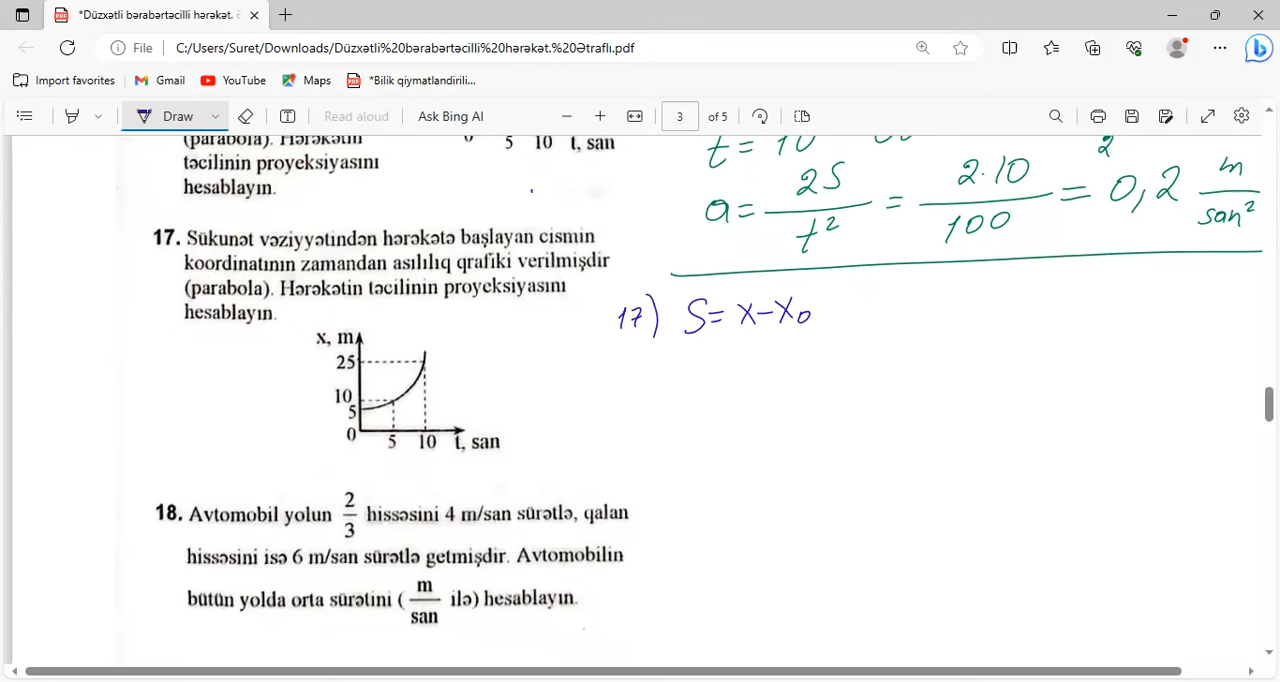 *Düzxətli bərabərtəcilli hərəkət. Ə
File C:/Users/Suret/Downloads/Düzxətli%20bərabərtəcilli%20hərəkət.%20Ətraflı.pdf
Import favorites Gmail YouTube Maps *Bilik qiymatləndirili...
Draw Read aloud Ask Bing AI 3 of 5
(parabola). Hərəkətin
təcilinin proyeksiyasını
hesablayın.
0 5 10 t, san
t = 10
2
a = 2S / t² = 2·10 / 100 = 0,2 m / san²
17. Sükunət vəziyyətindən hərəkətə başlayan cismin
koordinatının zamandan asılılıq qrafiki verilmişdir
(parabola). Hərəkətin təcilinin proyeksiyasını
hesablayın.
x, m
25
10
5
0 5 10 t, san
17) S = x - x₀
18. Avtomobil yolun 2/3 hissəsini 4 m/san sürətlə, qalan
hissəsini isə 6 m/san sürətlə getmişdir. Avtomobilin
bütün yolda orta sürətini ( m/san ilə) hesablayın.